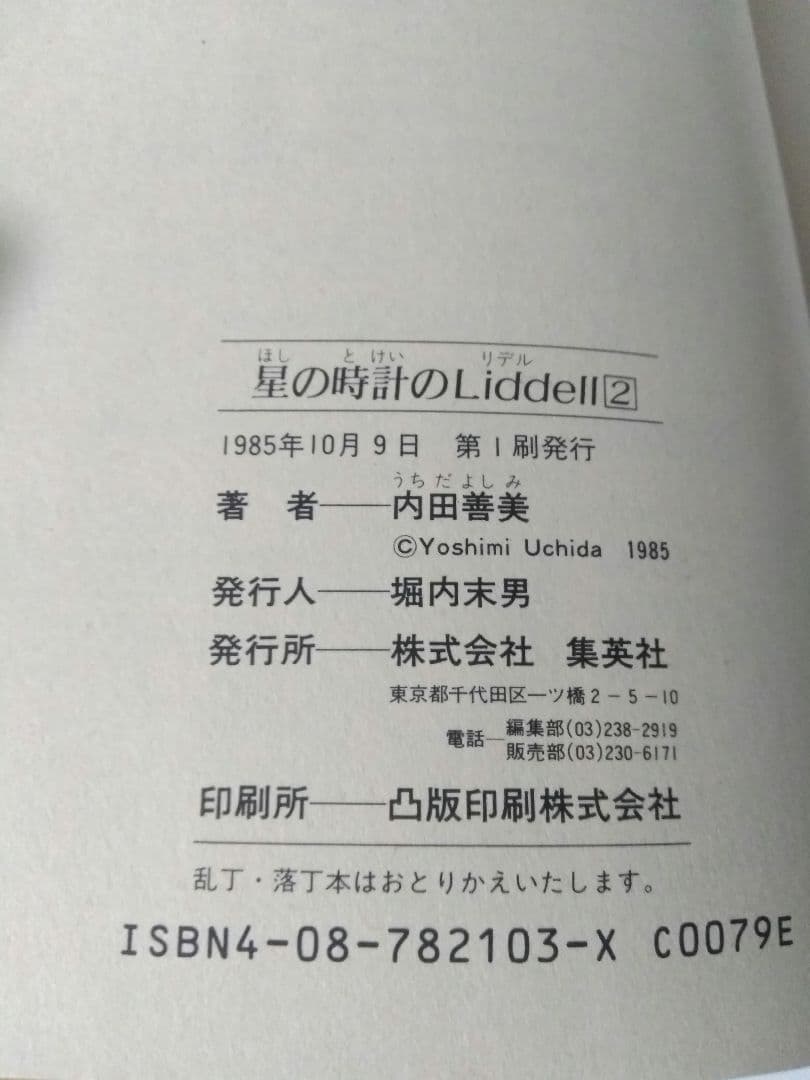 ほし と けい リデル
星の時計のLiddell2
1985年10月9日 第1刷発行
うち だ よし み
著 者——内田善美
©Yoshimi Uchida 1985
発行人——堀内末男
発行所——株式会社 集英社
東京都千代田区一ツ橋2-5-10
電話—編集部(03)238-2919
販売部(03)230-6171
印刷所——凸版印刷株式会社
乱丁・落丁本はおとりかえいたします。
ISBN4-08-782103-X C0079E